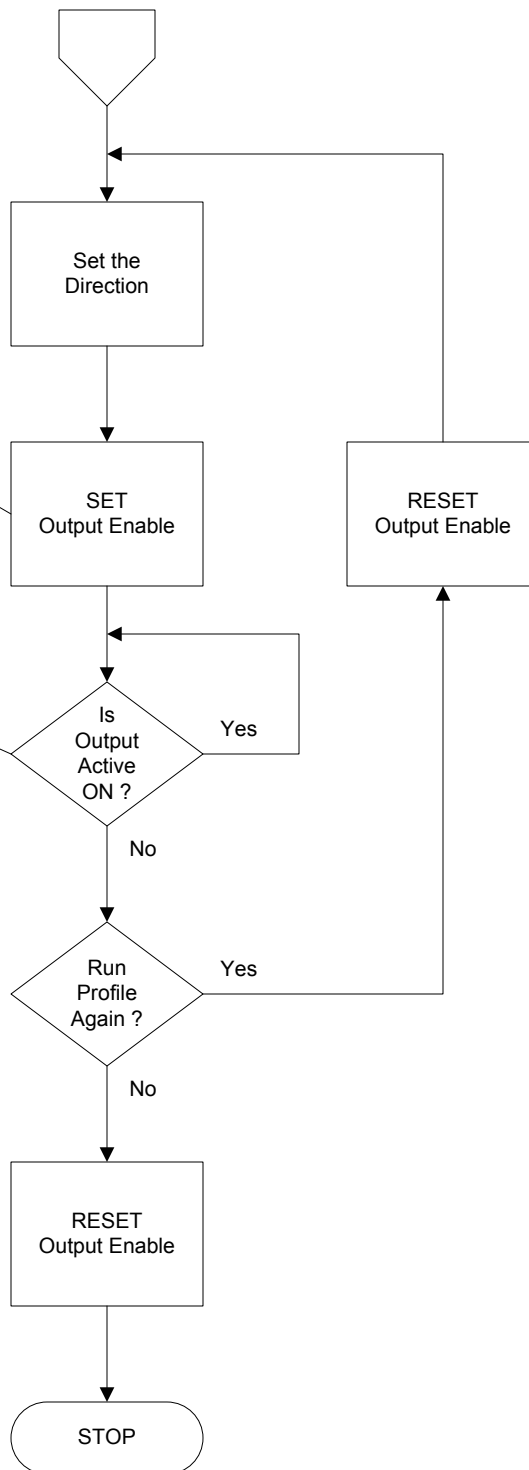 Set the
Direction
SET
Output Enable
RESET
Output Enable
Is
Output
Active
ON ?
Yes
No
Run
Profile
Again ?
Yes
No
RESET
Output Enable
STOP